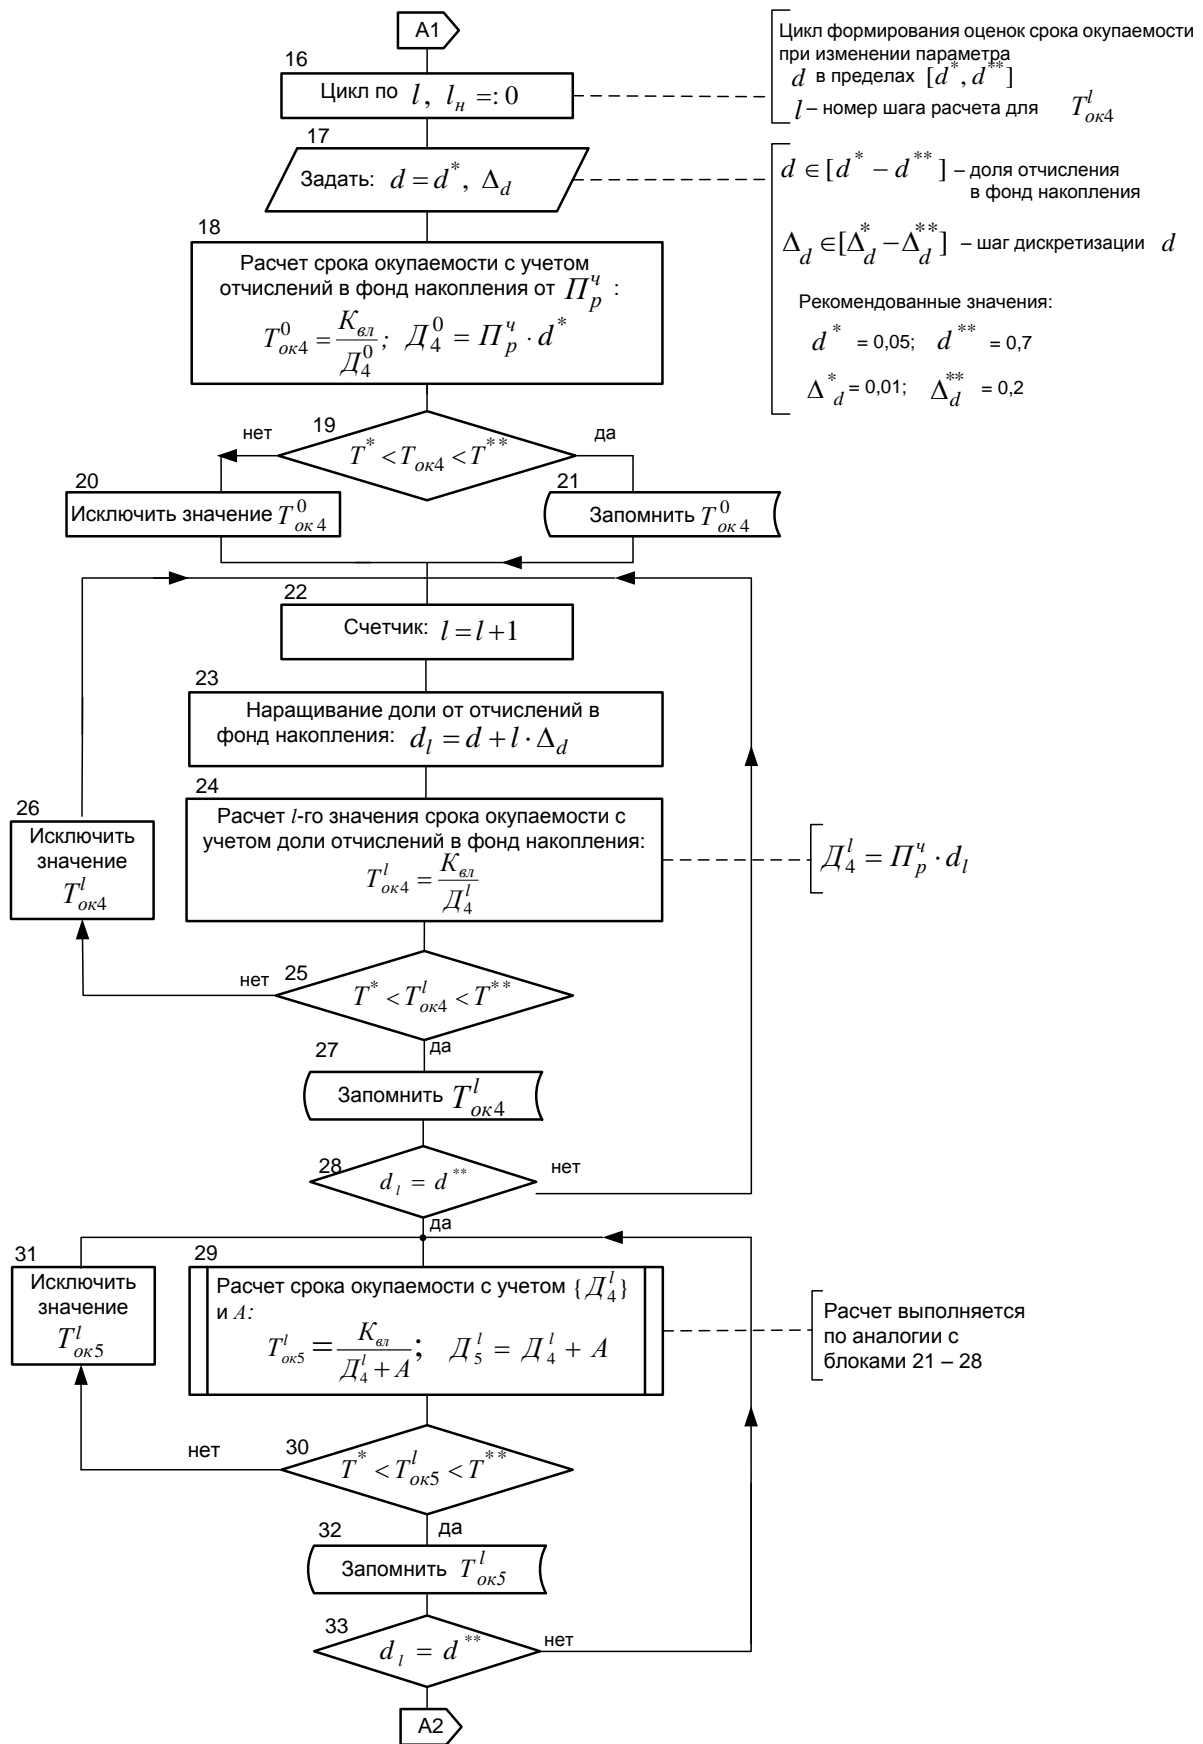 A1
Цикл формирования оценок срока окупаемости
при изменении параметра
d в пределах [d*, d**]
l – номер шага расчета для T^l_ок4
16
Цикл по l, l_н =: 0
17
Задать: d = d*, Δ_d
d ∈ [d* − d**] – доля отчисления
в фонд накопления
Δ_d ∈ [Δ*_d − Δ**_d] – шаг дискретизации d
Рекомендованные значения:
d* = 0,05; d** = 0,7
Δ*_d = 0,01; Δ**_d = 0,2
18
Расчет срока окупаемости с учетом
отчислений в фонд накопления от П^ч_р :
T^0_ок4 = К_вл / Д^0_4 ; Д^0_4 = П^ч_р · d*
19
нет
да
T* < T_ок4 < T**
20
Исключить значение T^0_ок 4
21
Запомнить T^0_ок 4
22
Счетчик: l = l + 1
23
Наращивание доли от отчислений в
фонд накопления: d_l = d + l · Δ_d
24
Расчет l-го значения срока окупаемости с
учетом доли отчислений в фонд накопления:
T^l_ок4 = К_вл / Д^l_4
Д^l_4 = П^ч_р · d_l
26
Исключить
значение
T^l_ок4
25
нет
T* < T^l_ок4 < T**
да
27
Запомнить T^l_ок4
28
d_l = d**
нет
да
31
Исключить
значение
T^l_ок5
29
Расчет срока окупаемости с учетом {Д^l_4}
и А:
T^l_ок5 = К_вл / (Д^l_4 + А) ; Д^l_5 = Д^l_4 + А
Расчет выполняется
по аналогии с
блоками 21 – 28
30
нет
T* < T^l_ок5 < T**
да
32
Запомнить T^l_ок5
33
d_l = d**
нет
A2